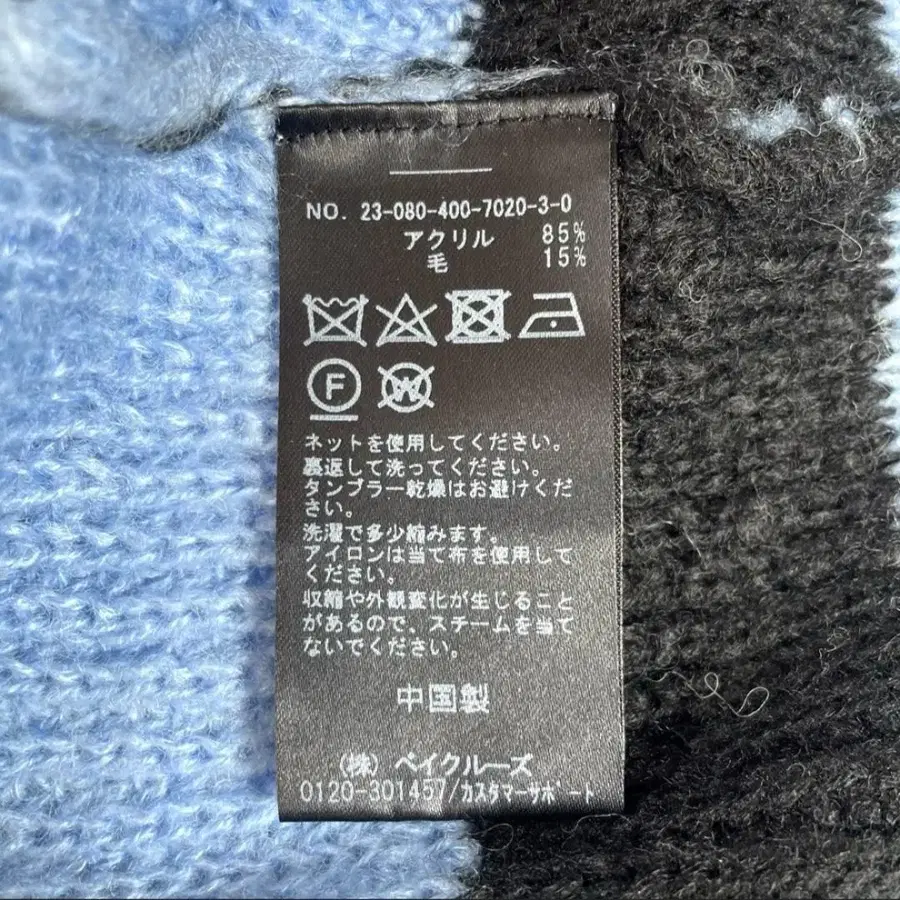 NO. 23-080-400-7020-3-0
アクリル 85%
毛 15%
F
W
ネットを使用してください。
裏返して洗ってください。
タンブラー乾燥はお避けくだ
さい。
洗濯で多少縮みます。
アイロンは当て布を使用して
ください。
収縮や外観変化が生じること
があるので、スチームを当て
ないでください。
中国製
(株) ベイクルーズ
0120-301457/カスタマーサポート